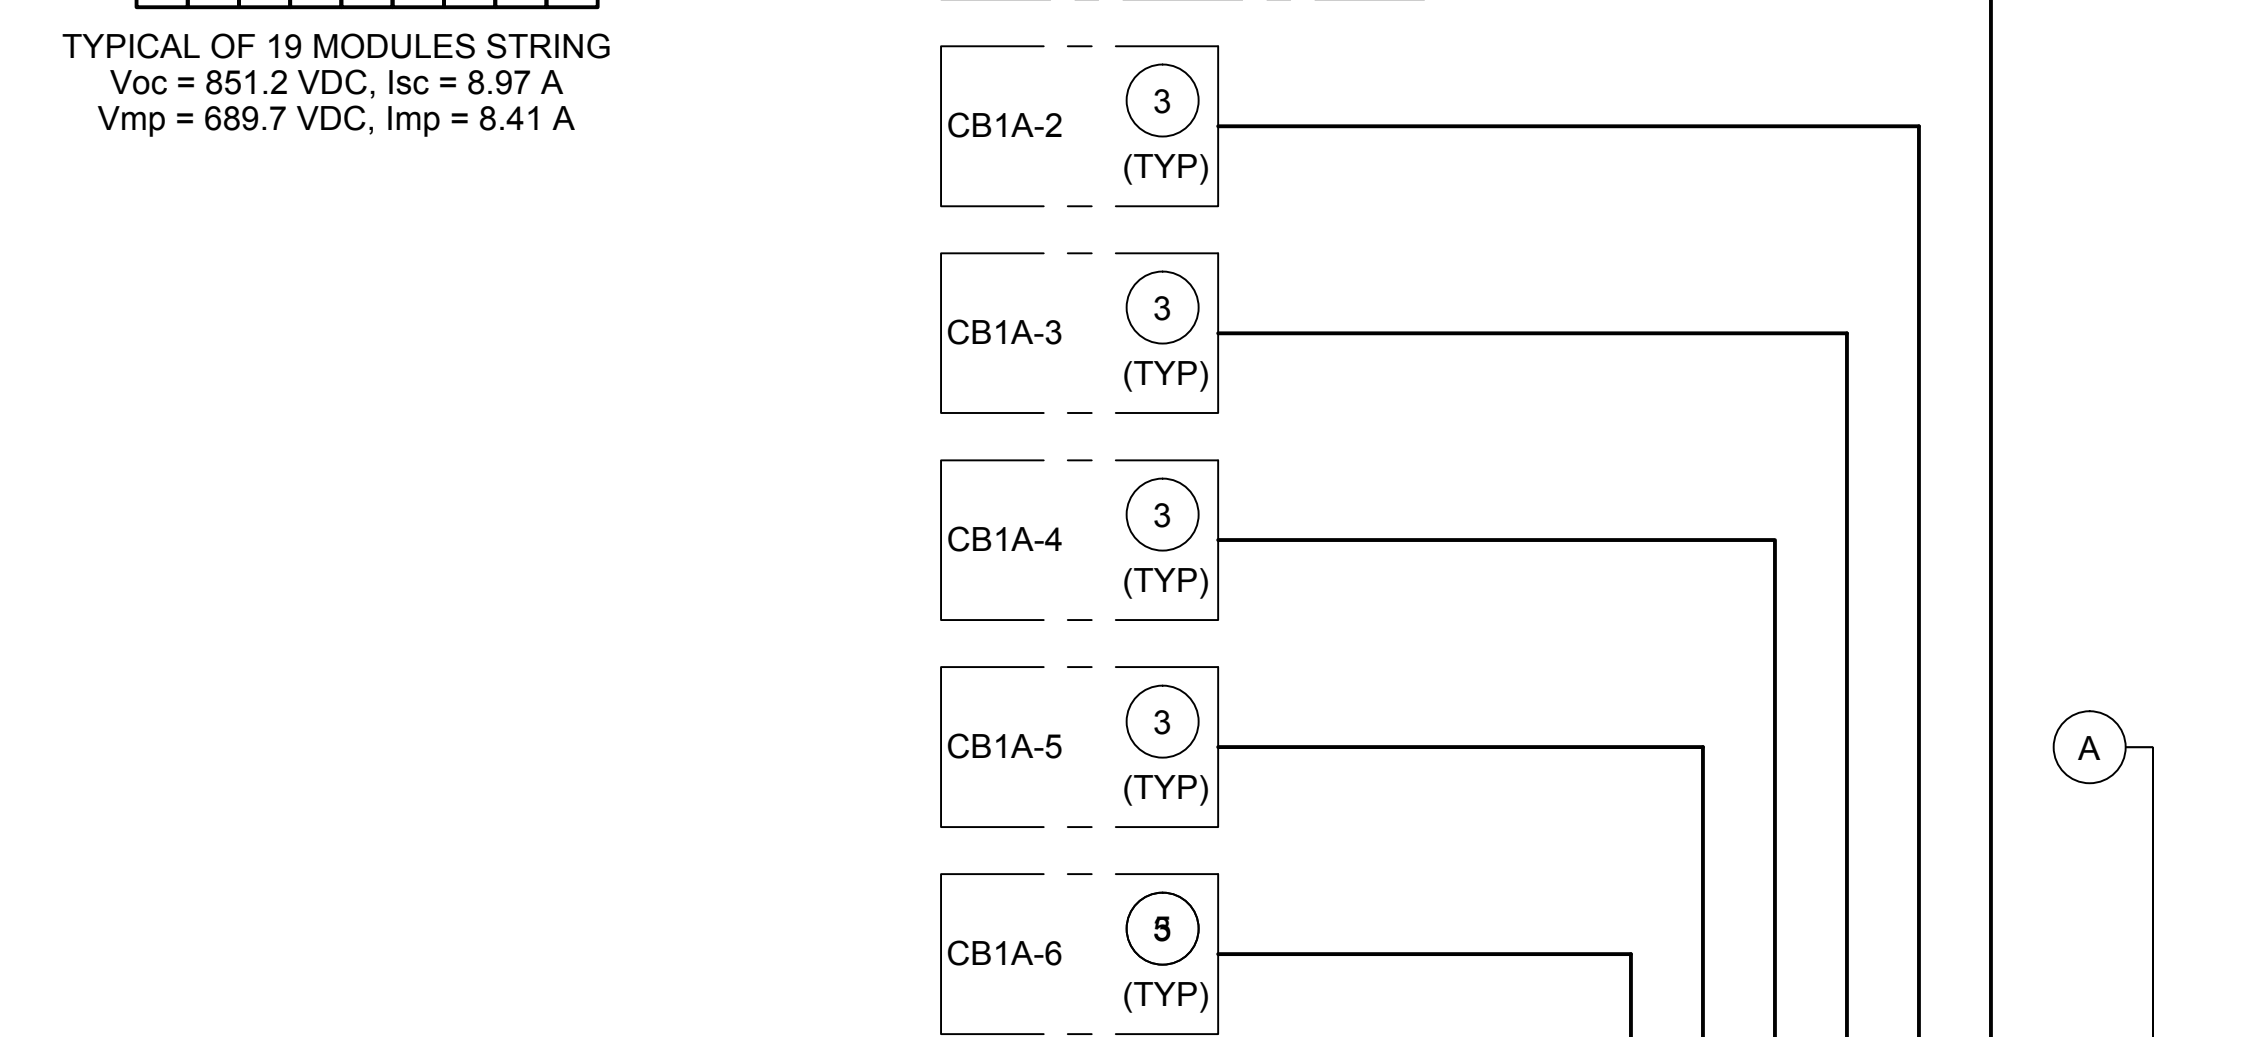 TYPICAL OF 19 MODULES STRING
Voc = 851.2 VDC, Isc = 8.97 A
Vmp = 689.7 VDC, Imp = 8.41 A
3
CB1A-2
(TYP)
3
CB1A-3
(TYP)
3
CB1A-4
(TYP)
3
CB1A-5
(TYP)
A
CB1A-6
(TYP)